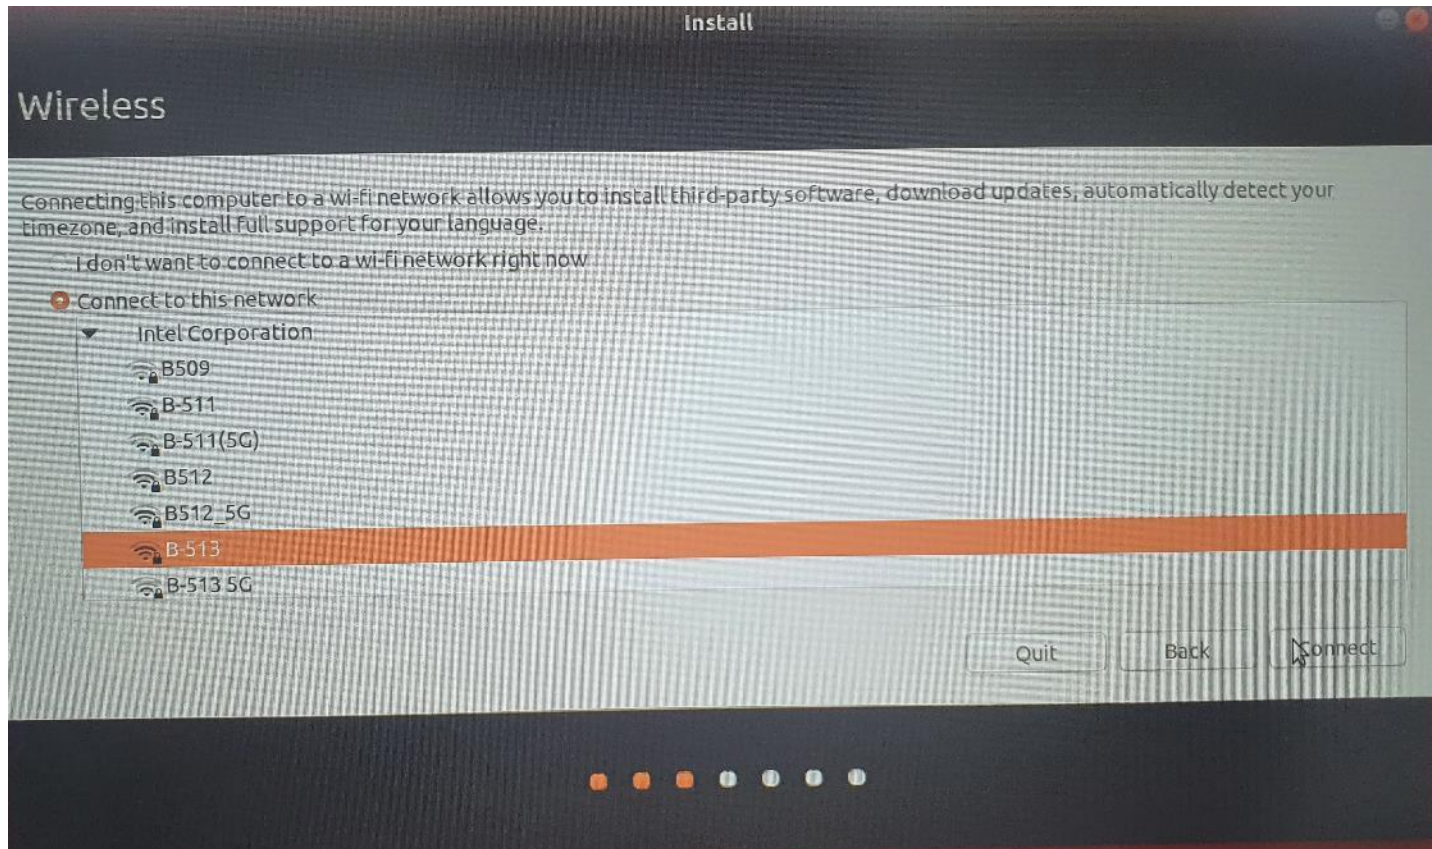 Install
Wireless
Connecting this computer to a wi-fi network allows you to install third-party software, download updates, automatically detect your
timezone, and install full support for your language.
I don't want to connect to a wi-fi network right now
Connect to this network
Intel Corporation
B509
B-511
B-511(5G)
B512
B512_5G
B-513
B-513 5G
Quit
Back
Connect